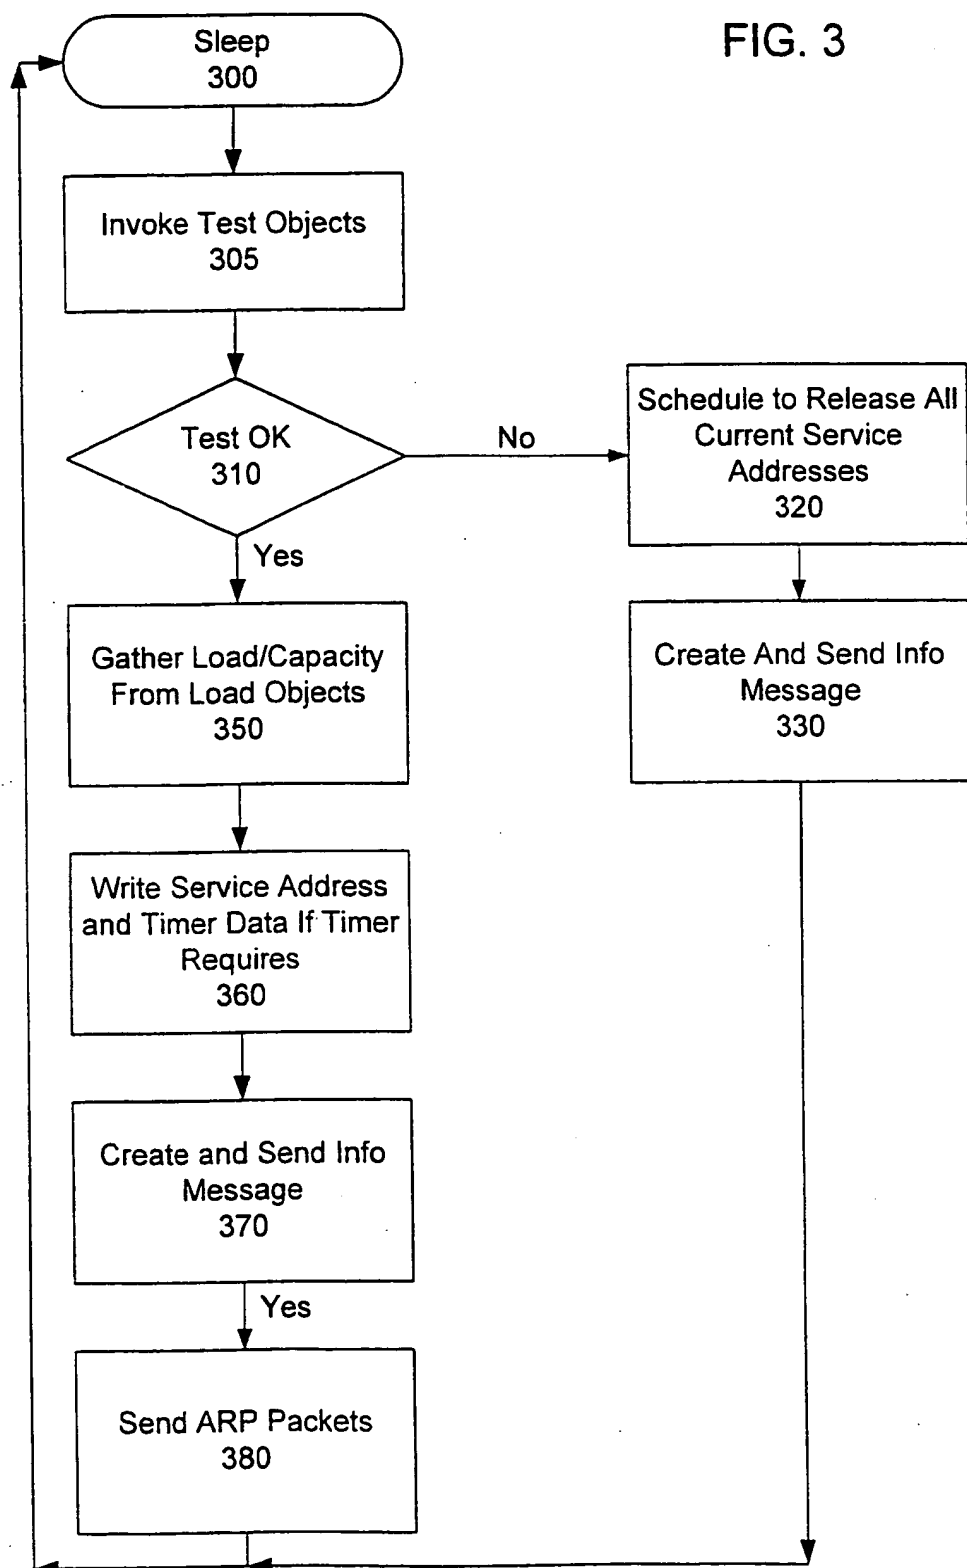 FIG. 3
Sleep
300
Invoke Test Objects
305
Test OK
310
No
Schedule to Release All
Current Service
Addresses
320
Yes
Create And Send Info
Message
330
Gather Load/Capacity
From Load Objects
350
Write Service Address
and Timer Data If Timer
Requires
360
Create and Send Info
Message
370
Yes
Send ARP Packets
380